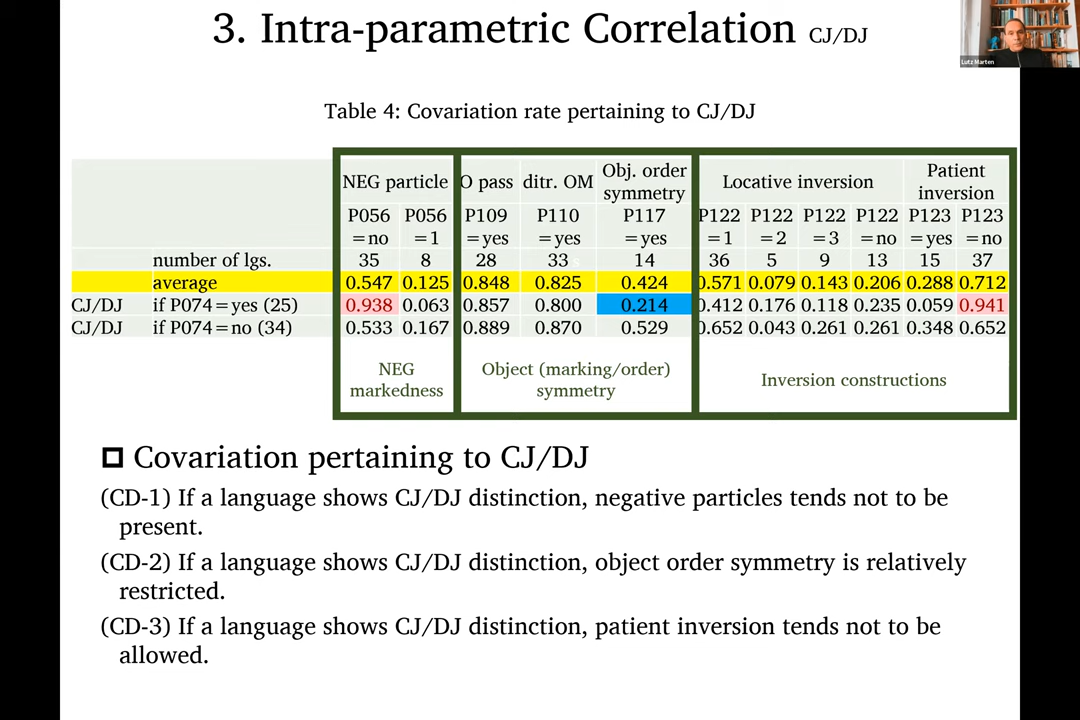 3. Intra-parametric Correlation CJ/DJ
Lutz Marten
Table 4: Covariation rate pertaining to CJ/DJ
NEG particle O pass ditr. OM Obj. order symmetry Locative inversion Patient inversion
P056 =no P056 =1 P109 =yes P110 =yes P117 =yes P122 =1 P122 =2 P122 =3 P122 =no P123 =yes P123 =no
number of lgs. 35 8 28 33 14 36 5 9 13 15 37
average 0.547 0.125 0.848 0.825 0.424 0.571 0.079 0.143 0.206 0.288 0.712
CJ/DJ if P074=yes (25) 0.938 0.063 0.857 0.800 0.214 0.412 0.176 0.118 0.235 0.059 0.941
CJ/DJ if P074=no (34) 0.533 0.167 0.889 0.870 0.529 0.652 0.043 0.261 0.261 0.348 0.652
NEG markedness
Object (marking/order) symmetry
Inversion constructions
Covariation pertaining to CJ/DJ
(CD-1) If a language shows CJ/DJ distinction, negative particles tends not to be
present.
(CD-2) If a language shows CJ/DJ distinction, object order symmetry is relatively
restricted.
(CD-3) If a language shows CJ/DJ distinction, patient inversion tends not to be
allowed.